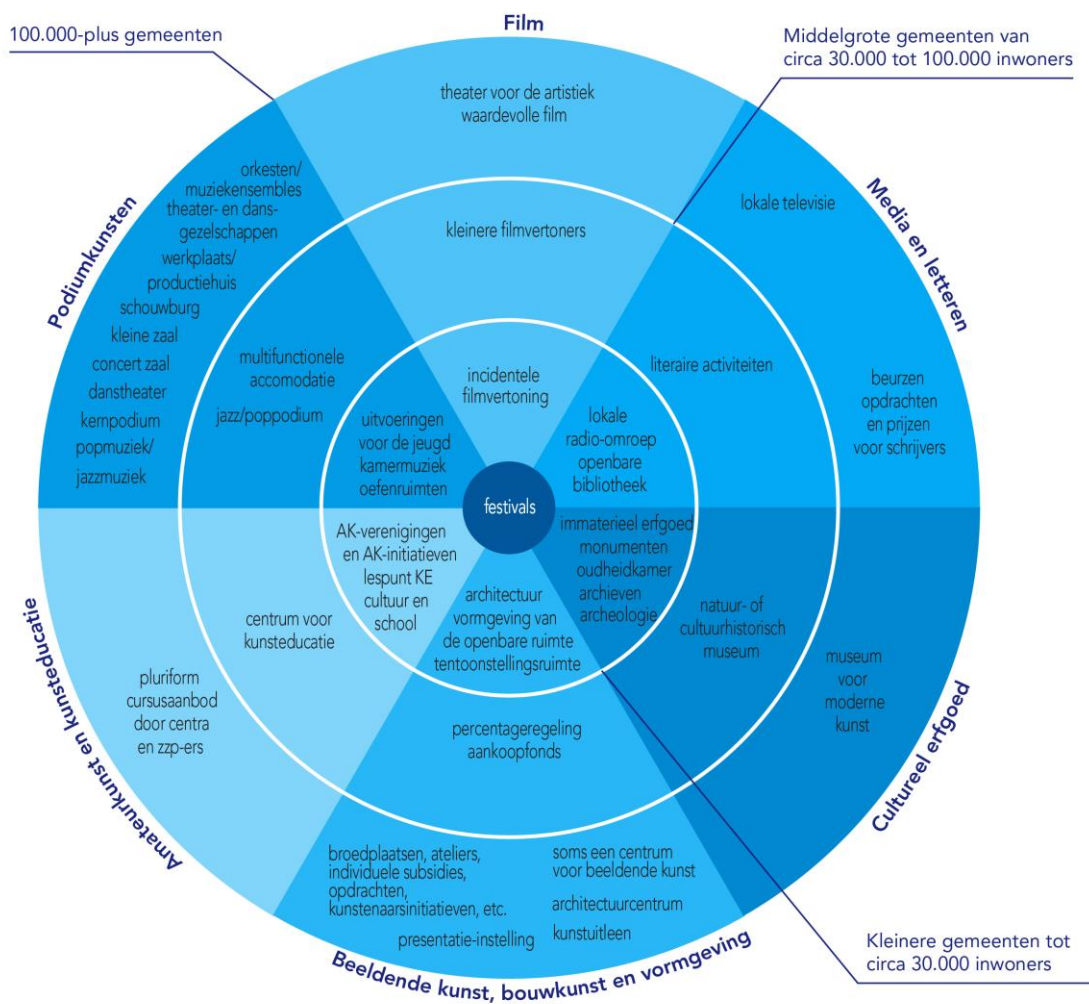 100.000-plus gemeenten
Film
Middelgrote gemeenten van
circa 30.000 tot 100.000 inwoners
theater voor de artistiek
waardevolle film
kleinere filmvertoners
incidentele
filmvertoning
Media en letteren
lokale televisie
beurzen
opdrachten
en prijzen
voor schrijvers
literaire activiteiten
lokale
radio-omroep
openbare
bibliotheek
Podiumkunsten
orkesten/
muziekensembles
theater- en dans-
gezelschappen
werkplaats/
productiehuis
schouwburg
kleine zaal
concert zaal
danstheater
kernpodium
popmuziek/
jazzmuziek
multifunctionele
accomodatie
jazz/poppodium
uitvoeringen
voor de jeugd
kamermuziek
oefenruimten
festivals
AK-verenigingen
en AK-initiatieven
lespunt KE
cultuur en
school
centrum voor
kunsteducatie
pluriform
cursusaanbod
door centra
en zzp-ers
Amateurkunst en kunsteducatie
architectuur
vormgeving van
de openbare ruimte
tentoonstellingsruimte
percentageregeling
aankoopfonds
broedplaatsen, ateliers,
individuele subsidies,
opdrachten,
kunstenaarsinitiatieven, etc.
presentatie-instelling
soms een centrum
voor beeldende kunst
architectuurcentrum
kunstuitleen
Beeldende kunst, bouwkunst en vormgeving
immaterieel erfgoed
monumenten
oudheidkamer
archieven
archeologie
natuur- of
cultuurhistorisch
museum
museum
voor
moderne
kunst
Cultureel erfgoed
Kleinere gemeenten tot
circa 30.000 inwoners